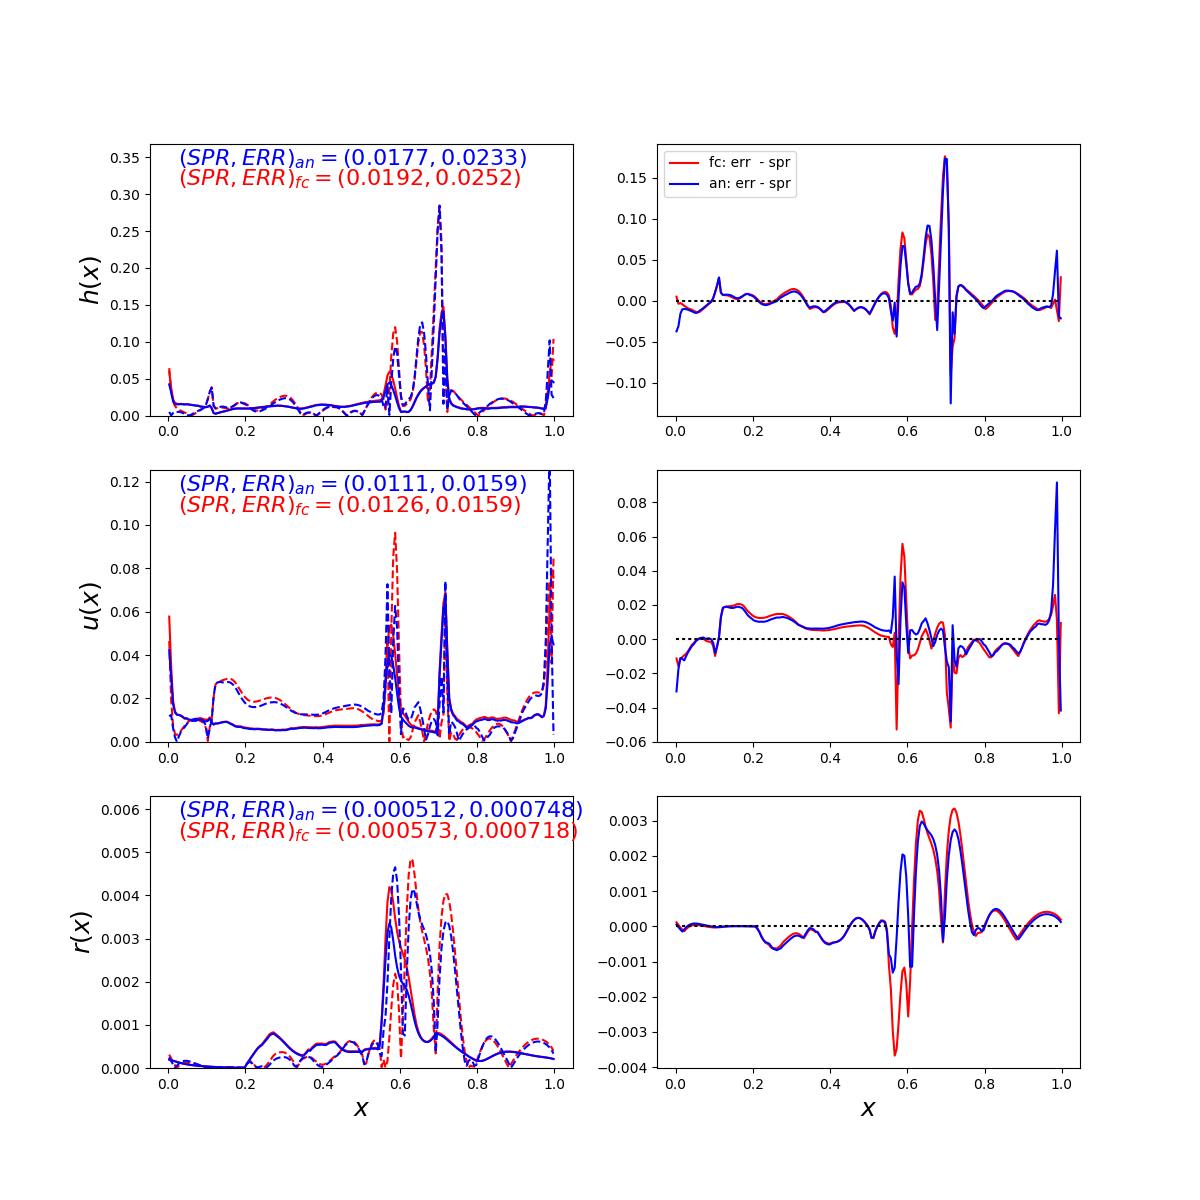 (SPR, ERR)an = (0.0177, 0.0233)
(SPR, ERR)fc = (0.0192, 0.0252)
h(x)
0.35
0.30
0.25
0.20
0.15
0.10
0.05
0.00
0.0 0.2 0.4 0.6 0.8 1.0
fc: err - spr
an: err - spr
0.15
0.10
0.05
0.00
−0.05
−0.10
0.0 0.2 0.4 0.6 0.8 1.0
(SPR, ERR)an = (0.0111, 0.0159)
(SPR, ERR)fc = (0.0126, 0.0159)
u(x)
0.12
0.10
0.08
0.06
0.04
0.02
0.00
0.0 0.2 0.4 0.6 0.8 1.0
0.08
0.06
0.04
0.02
0.00
−0.02
−0.04
−0.06
0.0 0.2 0.4 0.6 0.8 1.0
(SPR, ERR)an = (0.000512, 0.000748)
(SPR, ERR)fc = (0.000573, 0.000718)
r(x)
0.006
0.005
0.004
0.003
0.002
0.001
0.000
0.0 0.2 0.4 0.6 0.8 1.0
x
0.003
0.002
0.001
0.000
−0.001
−0.002
−0.003
−0.004
0.0 0.2 0.4 0.6 0.8 1.0
x